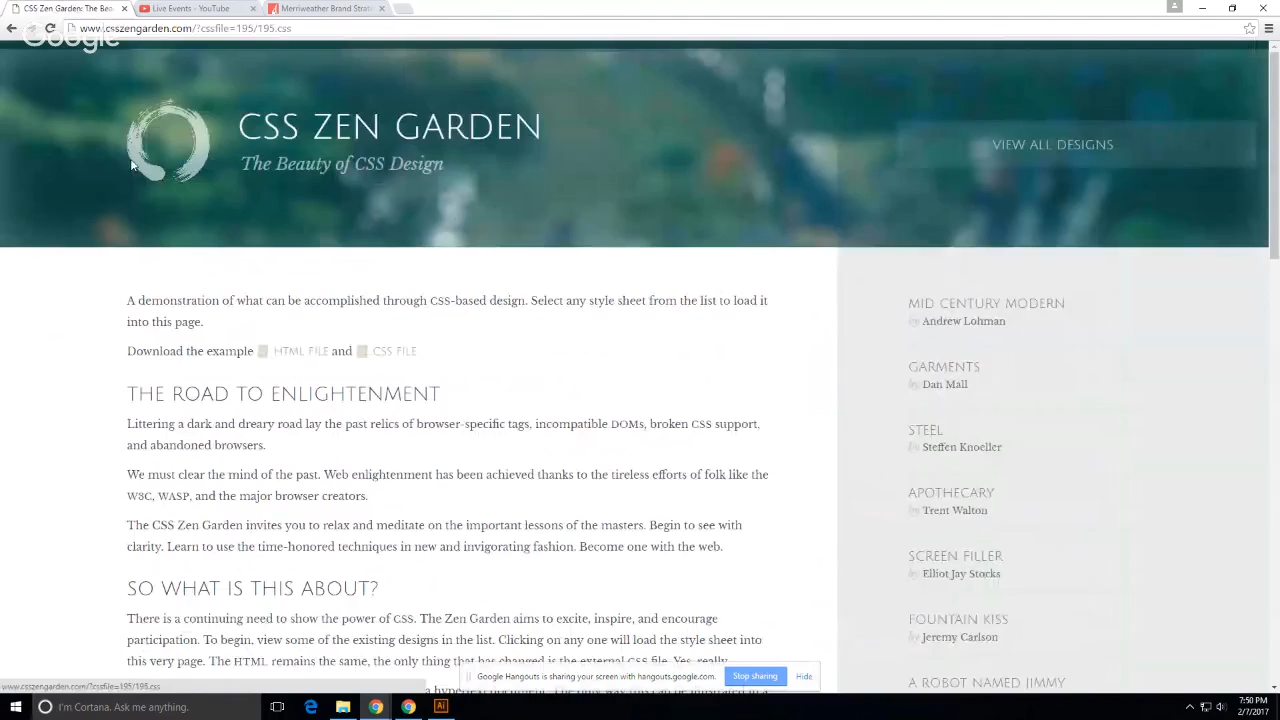 CSS Zen Garden: The Bea
Live Events - YouTube
Merriweather Brand Strate
www.csszengarden.com/?cssfile=195/195.css
Google
CSS ZEN GARDEN
The Beauty of CSS Design
VIEW ALL DESIGNS
A demonstration of what can be accomplished through CSS-based design. Select any style sheet from the list to load it
into this page.
Download the example HTML FILE and CSS FILE
THE ROAD TO ENLIGHTENMENT
Littering a dark and dreary road lay the past relics of browser-specific tags, incompatible DOMs, broken CSS support,
and abandoned browsers.
We must clear the mind of the past. Web enlightenment has been achieved thanks to the tireless efforts of folk like the
W3C, WASP, and the major browser creators.
The CSS Zen Garden invites you to relax and meditate on the important lessons of the masters. Begin to see with
clarity. Learn to use the time-honored techniques in new and invigorating fashion. Become one with the web.
SO WHAT IS THIS ABOUT?
There is a continuing need to show the power of CSS. The Zen Garden aims to excite, inspire, and encourage
participation. To begin, view some of the existing designs in the list. Clicking on any one will load the style sheet into
this very page. The HTML remains the same, the only thing that has changed is the external CSS file. Yes, really.
MID CENTURY MODERN
by Andrew Lohman
GARMENTS
by Dan Mall
STEEL
by Steffen Knoeller
APOTHECARY
by Trent Walton
SCREEN FILLER
by Elliot Jay Stocks
FOUNTAIN KISS
by Jeremy Carlson
A ROBOT NAMED JIMMY
Google Hangouts is sharing your screen with hangouts.google.com.
Stop sharing
Hide
www.csszengarden.com/?cssfile=195/195.css
I'm Cortana. Ask me anything.
7:50 PM
2/7/2017